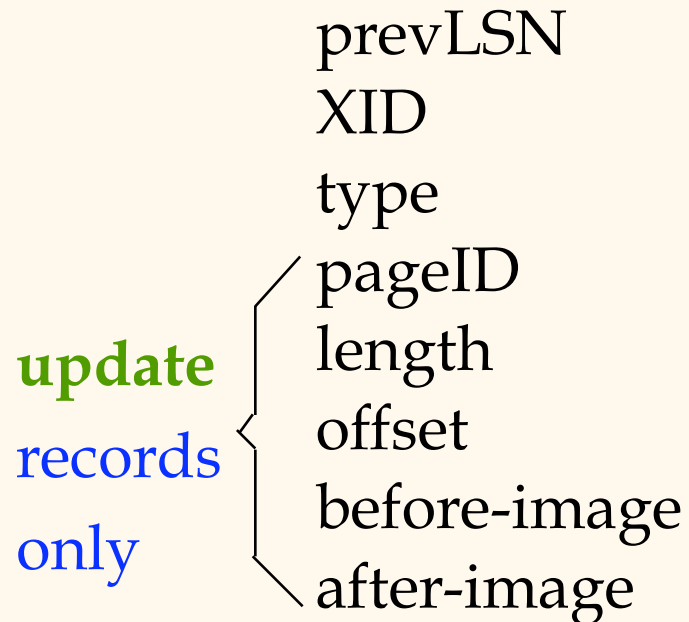 prevLSN
XID
type
pageID
length
offset
before-image
after-image
update
records
only